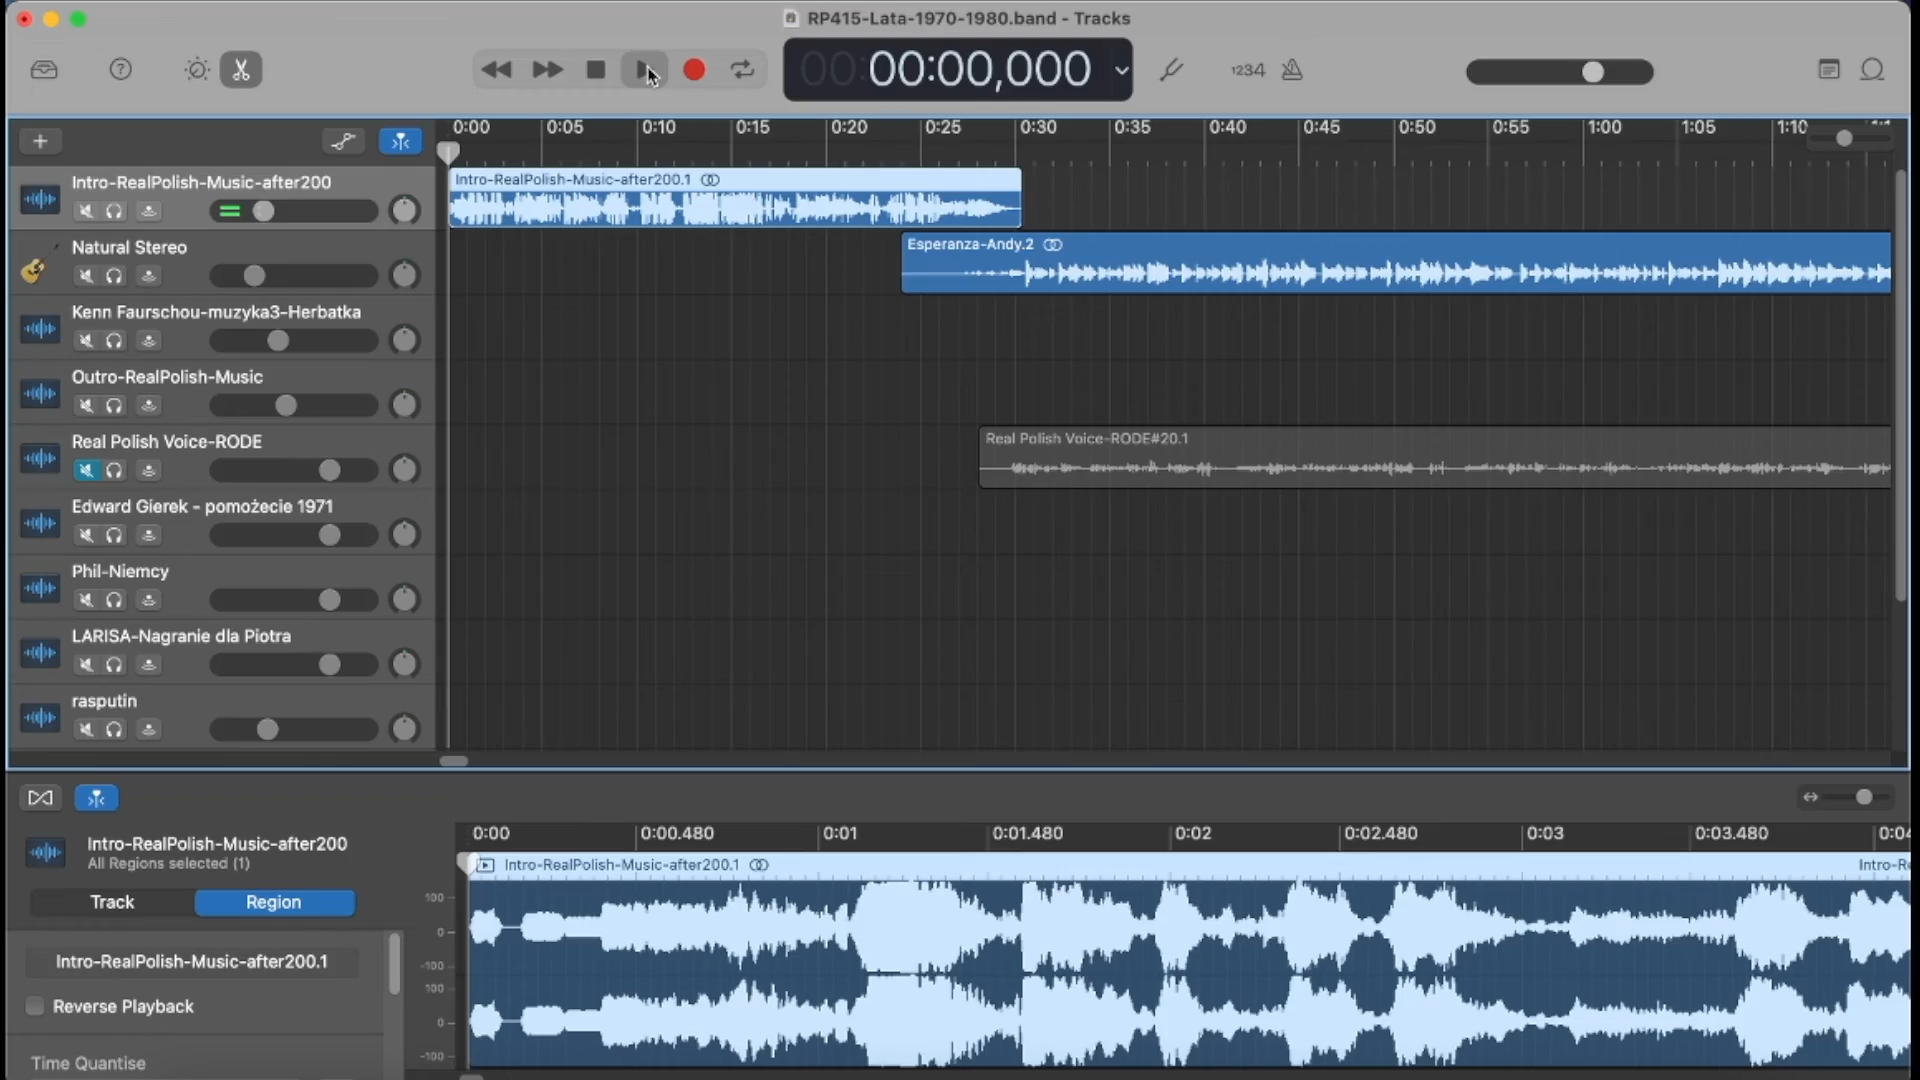 RP415-Lata-1970-1980.band - Tracks
00:00:00,000
1234
0:00 0:05 0:10 0:15 0:20 0:25 0:30 0:35 0:40 0:45 0:50 0:55 1:00 1:05 1:10
Intro-RealPolish-Music-after200
Intro-RealPolish-Music-after200.1
Natural Stereo
Esperanza-Andy.2
Kenn Faurschou-muzyka3-Herbatka
Outro-RealPolish-Music
Real Polish Voice-RODE
Real Polish Voice-RODE#20.1
Edward Gierek - pomożecie 1971
Phil-Niemcy
LARISA-Nagranie dla Piotra
rasputin
0:00 0:00.480 0:01 0:01.480 0:02 0:02.480 0:03 0:03.480
Intro-RealPolish-Music-after200
All Regions selected (1)
Intro-RealPolish-Music-after200.1
Track Region
100
0
-100
100
0
-100
Intro-RealPolish-Music-after200.1
Reverse Playback
Time Quantise